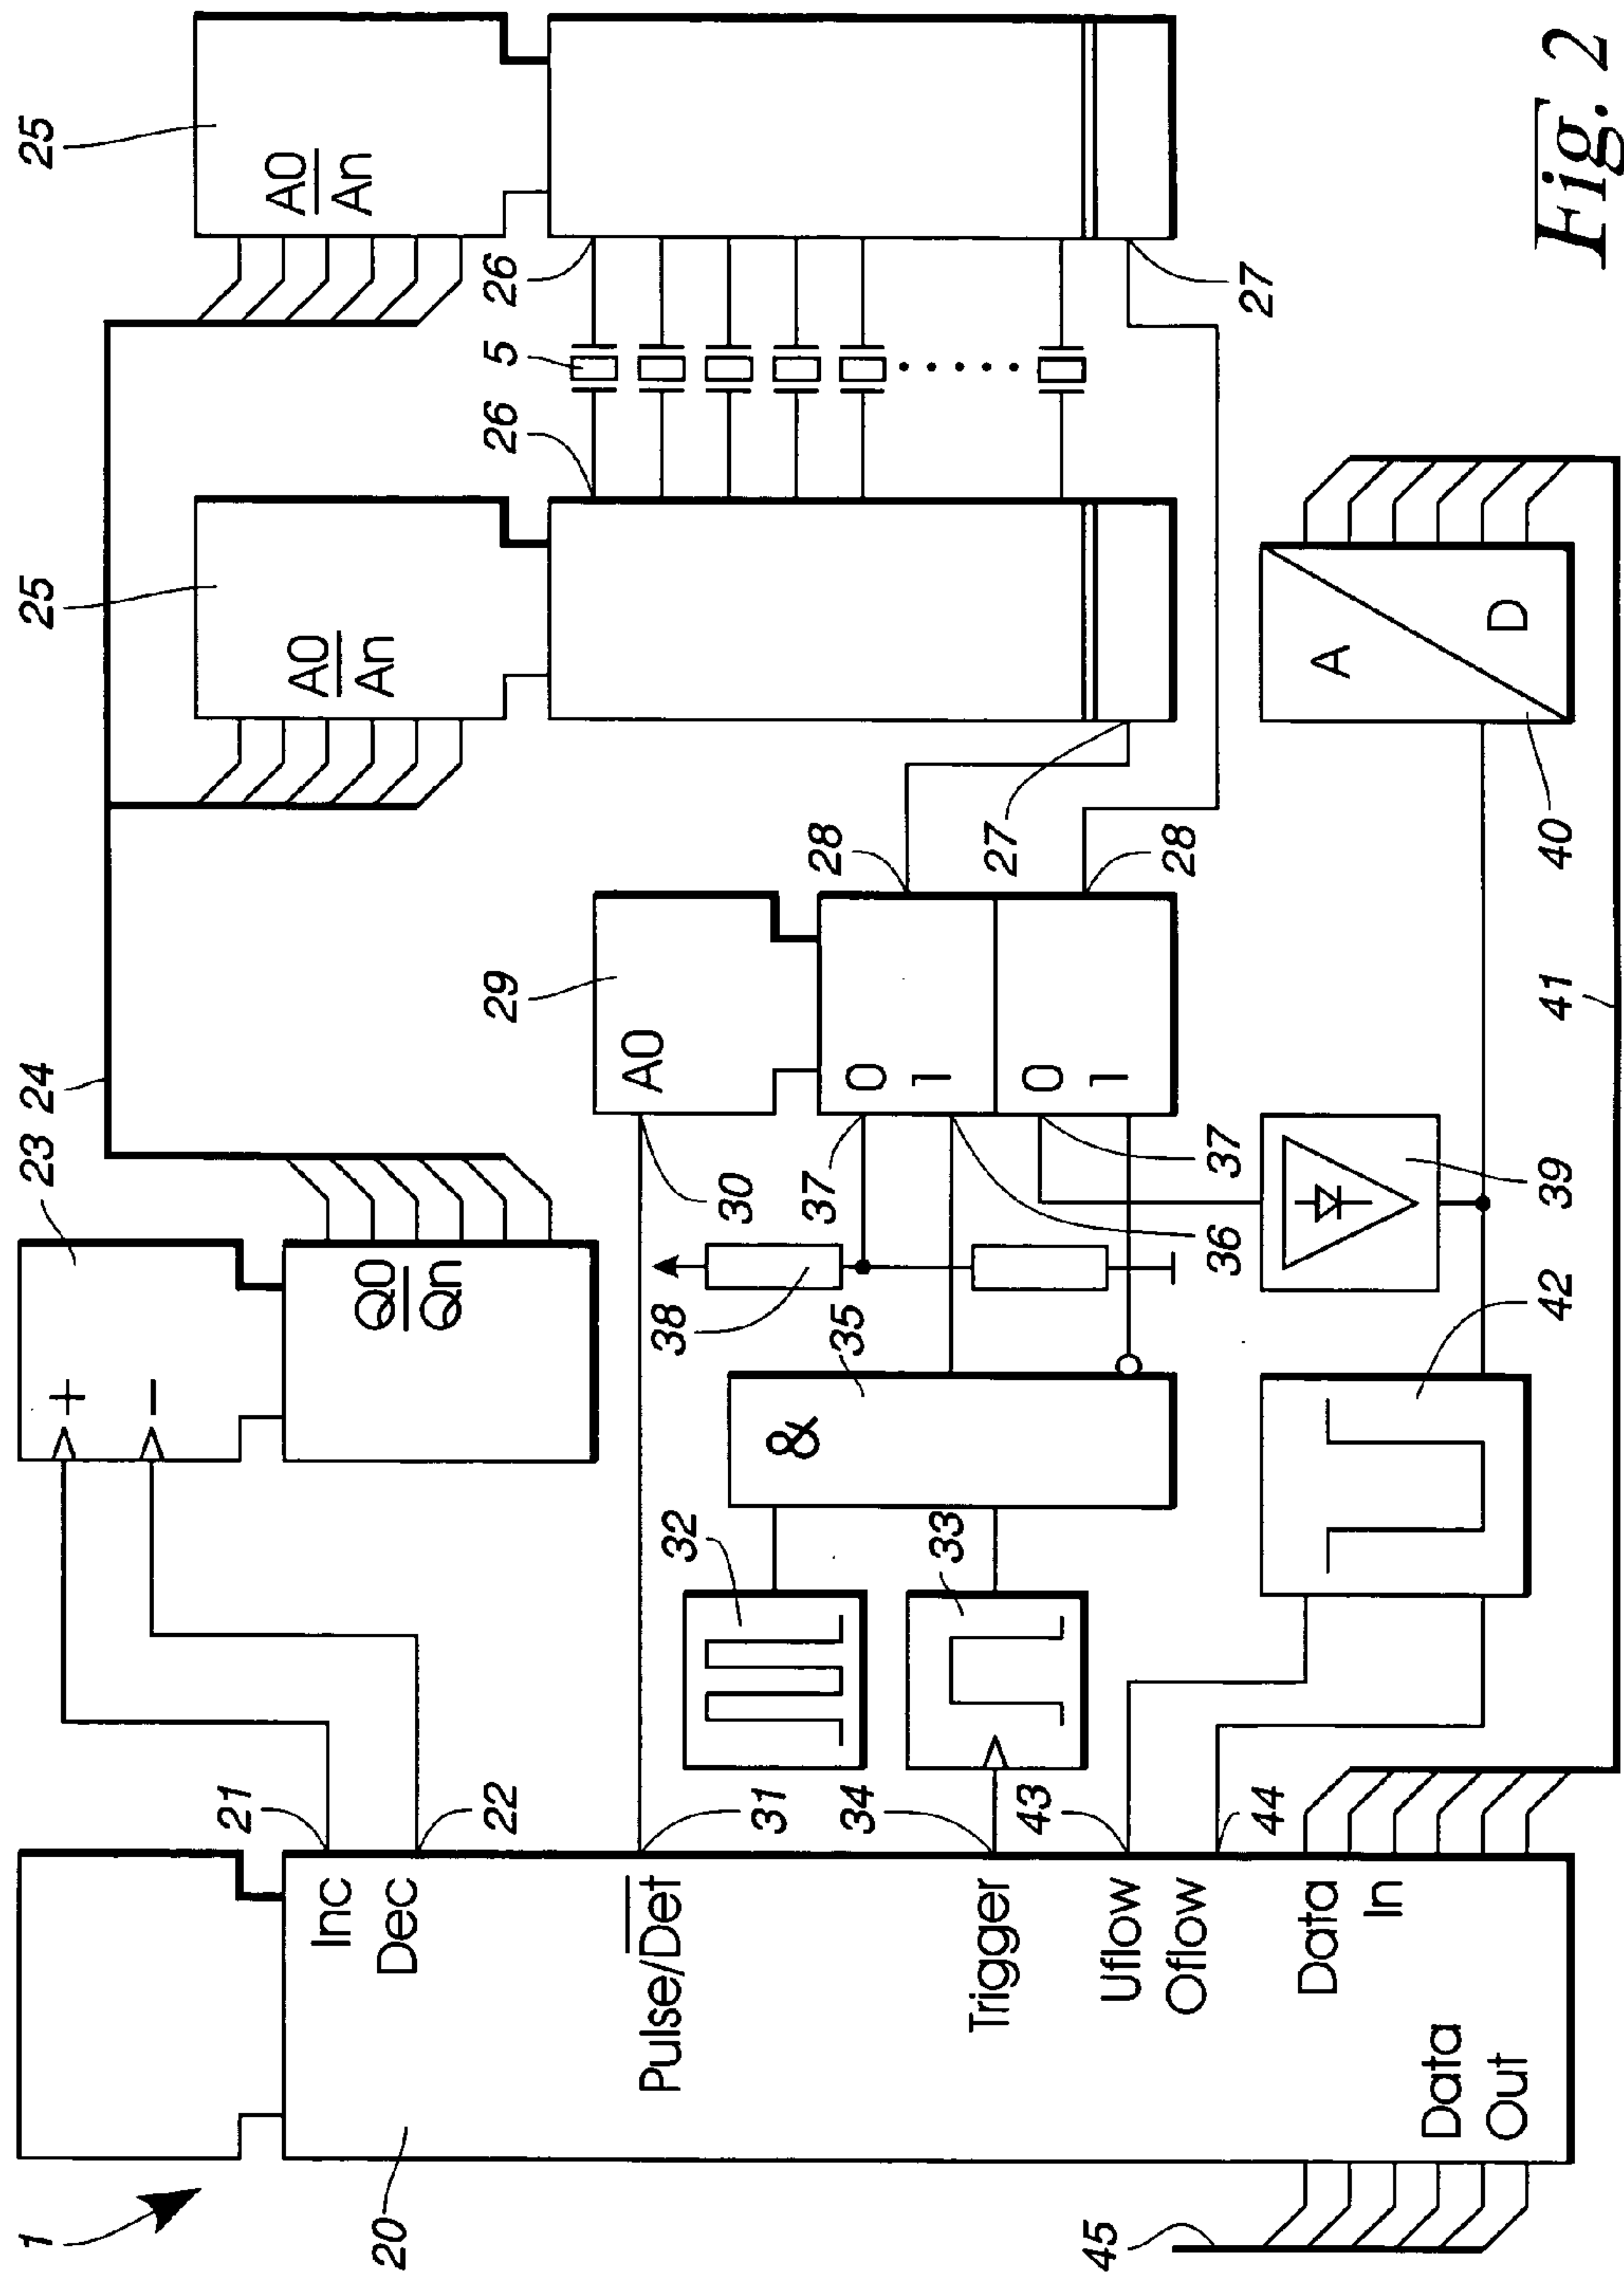 1
20
21
22
Inc
Dec
Pulse/D̅e̅t̅
31
Trigger
34
Uflow
43
Oflow
44
Data
In
Data
Out
45
23
+
−
Q0
Qn
24
32
33
&
35
38
30
A0
29
0
1
0
1
37
36
37
28
28
39
42
40
A
D
41
25
A0
An
26
27
5
25
A0
An
26
27
Fig. 2